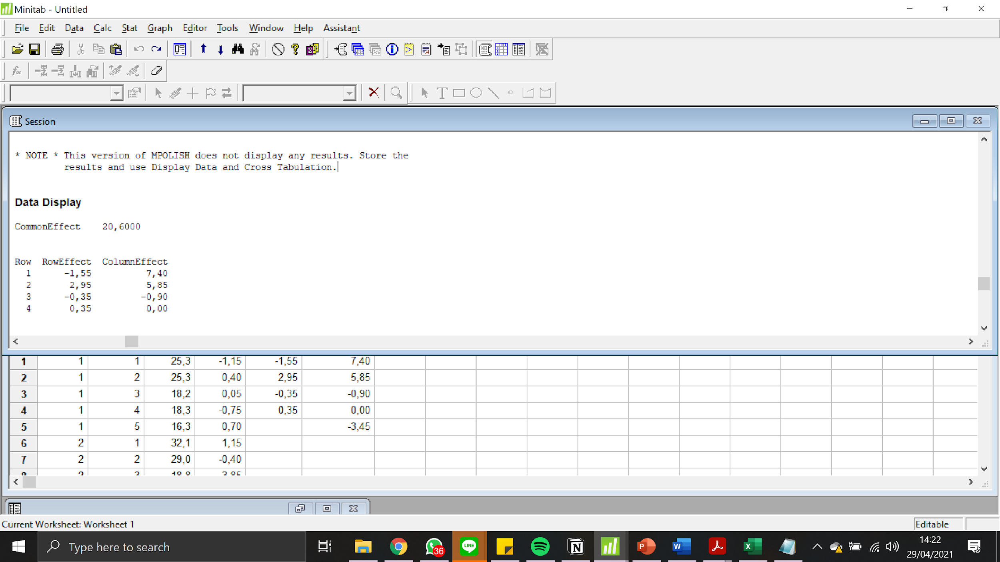 Minitab - Untitled
File Edit Data Calc Stat Graph Editor Tools Window Help Assistant
Session
* NOTE * This version of MPOLISH does not display any results. Store the
results and use Display Data and Cross Tabulation.
Data Display
CommonEffect 20,6000
Row RowEffect ColumnEffect
1 -1,55 7,40
2 2,95 5,85
3 -0,35 -0,90
4 0,35 0,00
1 1 1 25,3 -1,15 -1,55 7,40
2 1 2 25,3 0,40 2,95 5,85
3 1 3 18,2 0,05 -0,35 -0,90
4 1 4 18,3 -0,75 0,35 0,00
5 1 5 16,3 0,70 -3,45
6 2 1 32,1 1,15
7 2 2 29,0 -0,40
Current Worksheet: Worksheet 1
Editable
Type here to search
36
LINE
N
P
W
X
14:22
29/04/2021